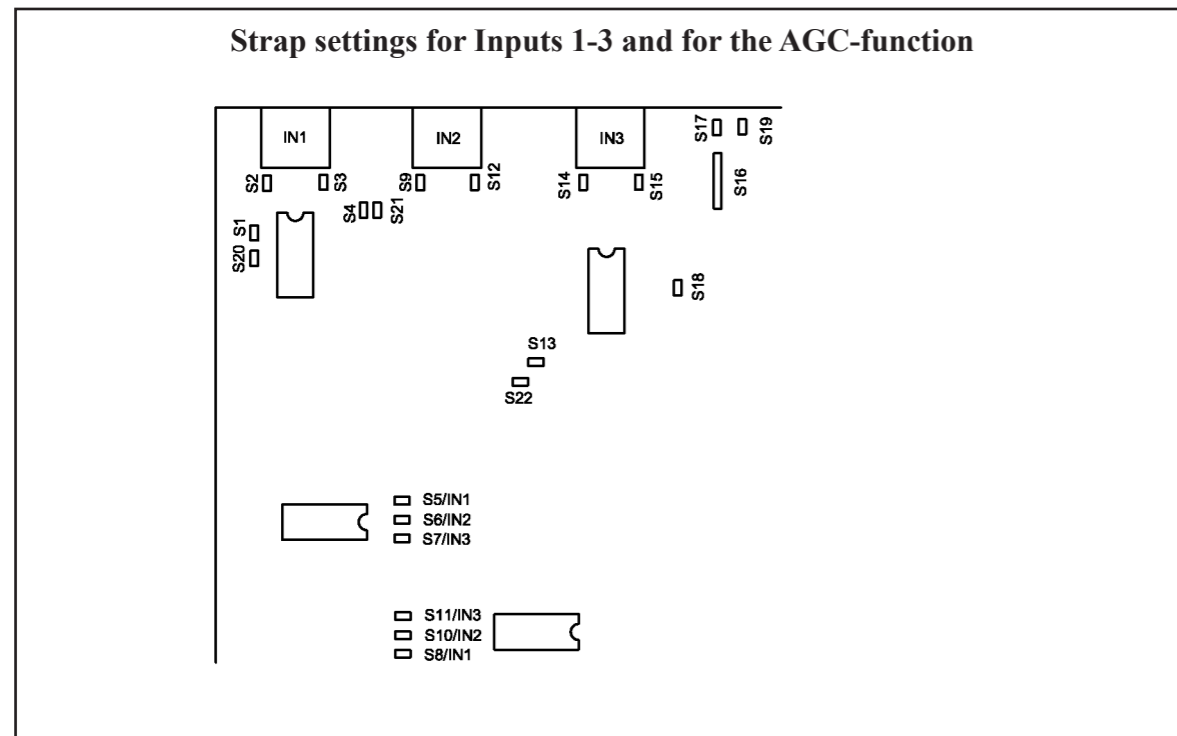 Strap settings for Inputs 1-3 and for the AGC-function
IN1
IN2
IN3
S17
S19
S2
S3
S9
S12
S14
S15
S16
S4
S21
S1
S20
S18
S13
S22
S5/IN1
S6/IN2
S7/IN3
S11/IN3
S10/IN2
S8/IN1